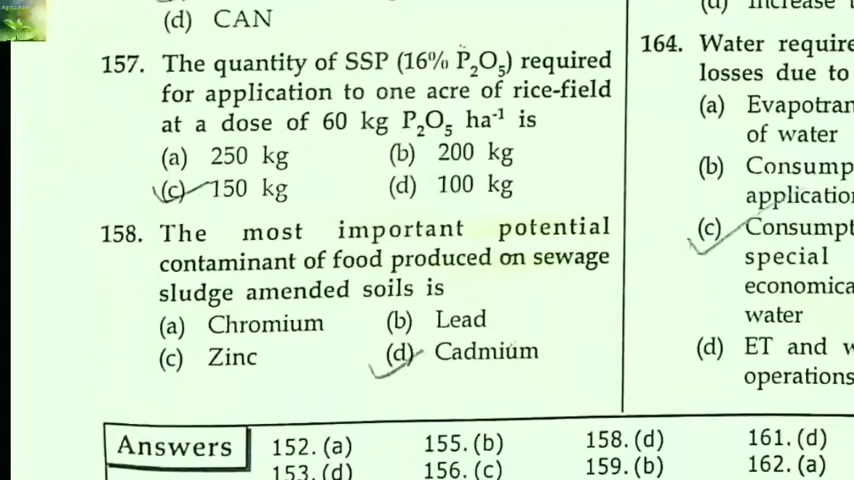 Agriculture
(d) CAN
157. The quantity of SSP (16% P₂O₅) required
for application to one acre of rice-field
at a dose of 60 kg P₂O₅ ha⁻¹ is
(a) 250 kg (b) 200 kg
(c) 150 kg (d) 100 kg
158. The most important potential
contaminant of food produced on sewage
sludge amended soils is
(a) Chromium (b) Lead
(c) Zinc (d) Cadmium
Increase
164. Water require
losses due to
(a) Evapotran
of water
(b) Consump
application
(c) Consumpt
special
economica
water
(d) ET and w
operations
Answers 152. (a) 155. (b) 158. (d) 161. (d)
153. (d) 156. (c) 159. (b) 162. (a)